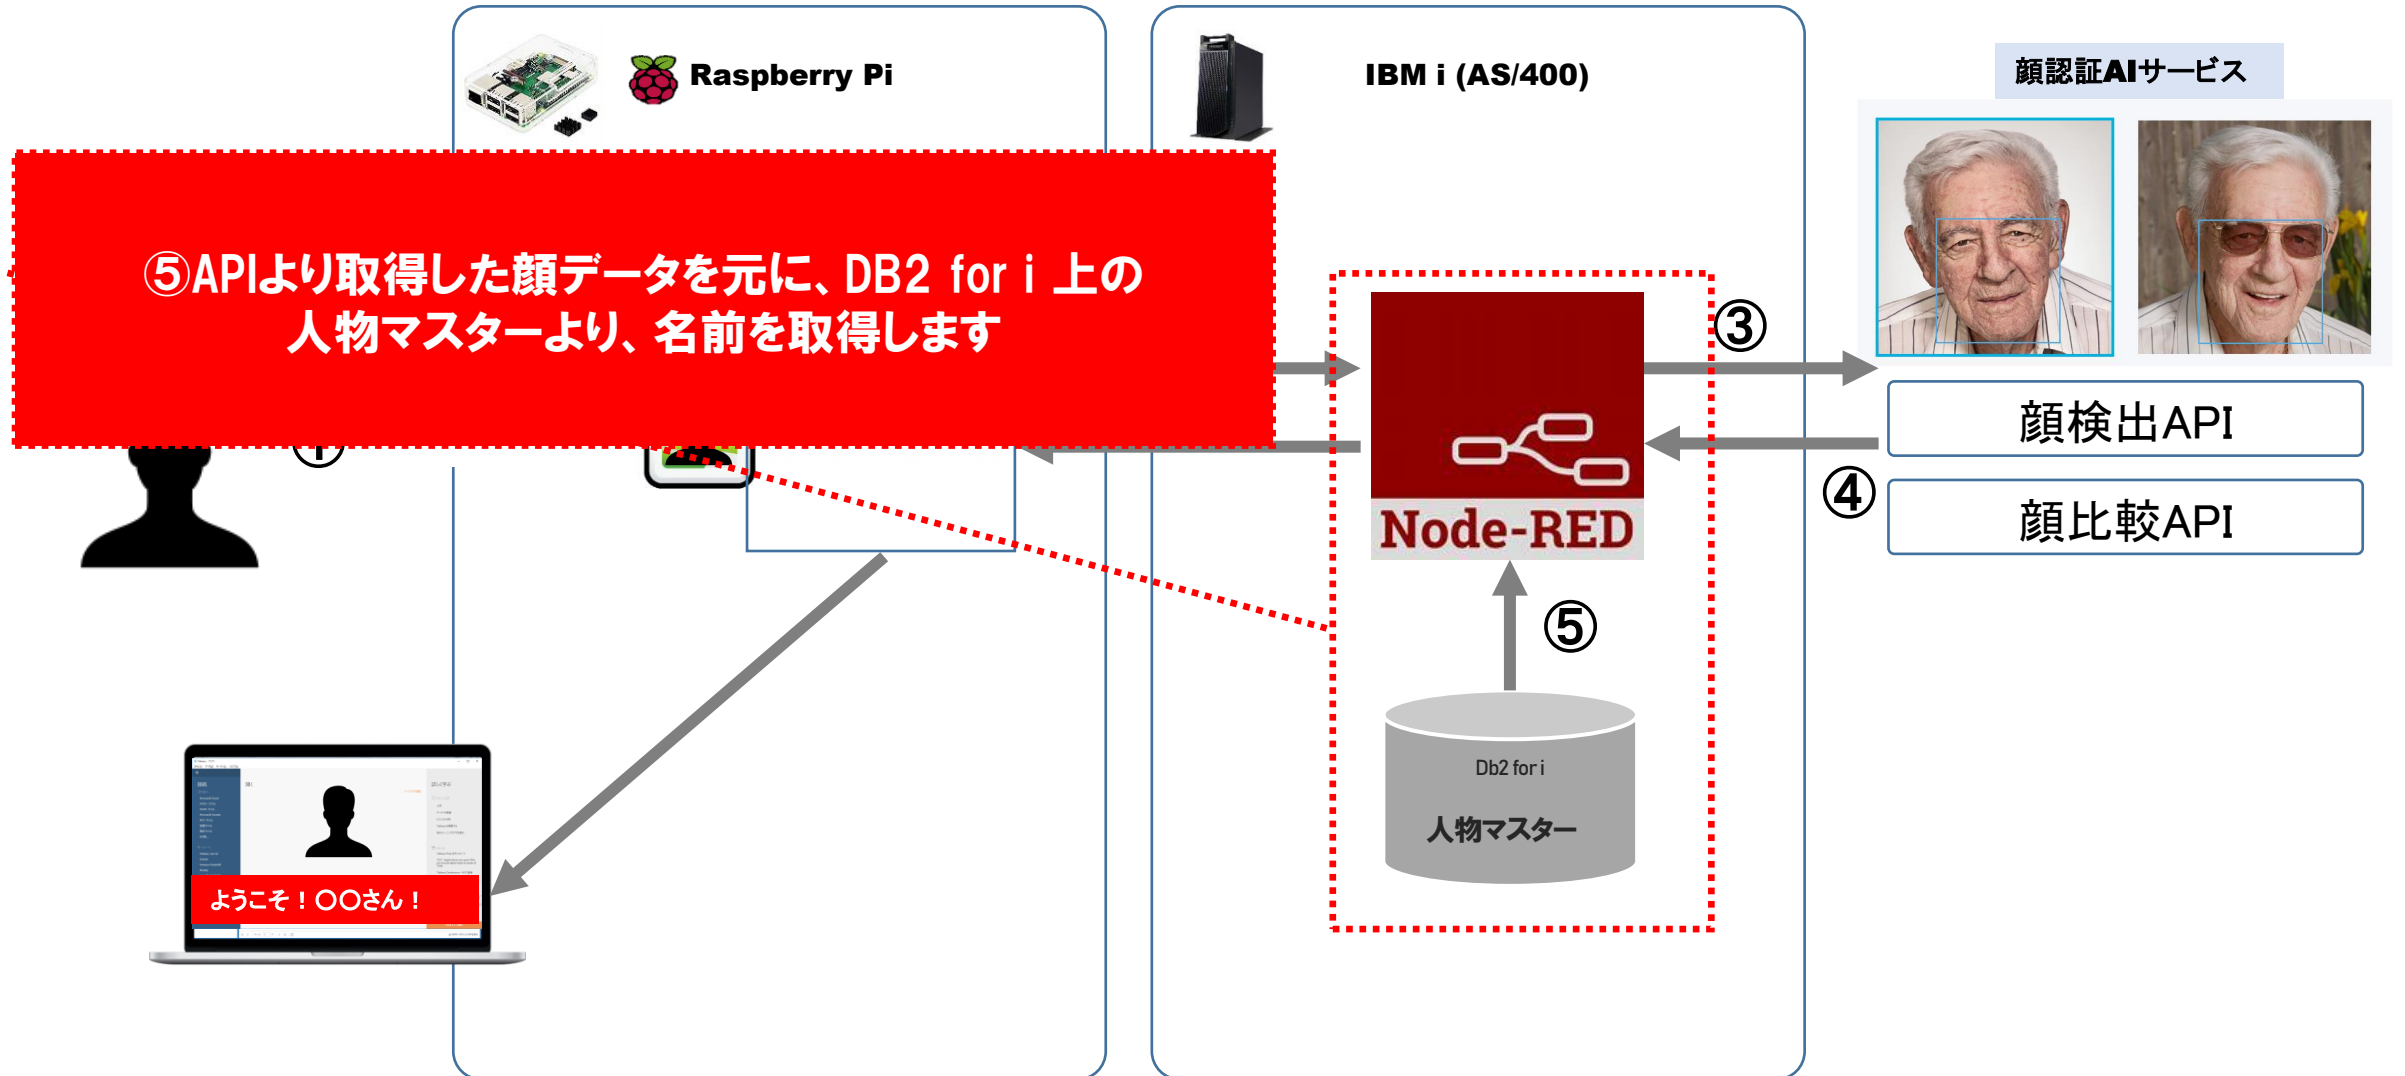 Raspberry Pi
IBM i (AS/400)
顔認証AIサービス
⑤APIより取得した顔データを元に、DB2 for i 上の
人物マスターより、名前を取得します
③
顔検出API
④
顔比較API
Node-RED
⑤
Db2 for i
人物マスター
ようこそ！〇〇さん！